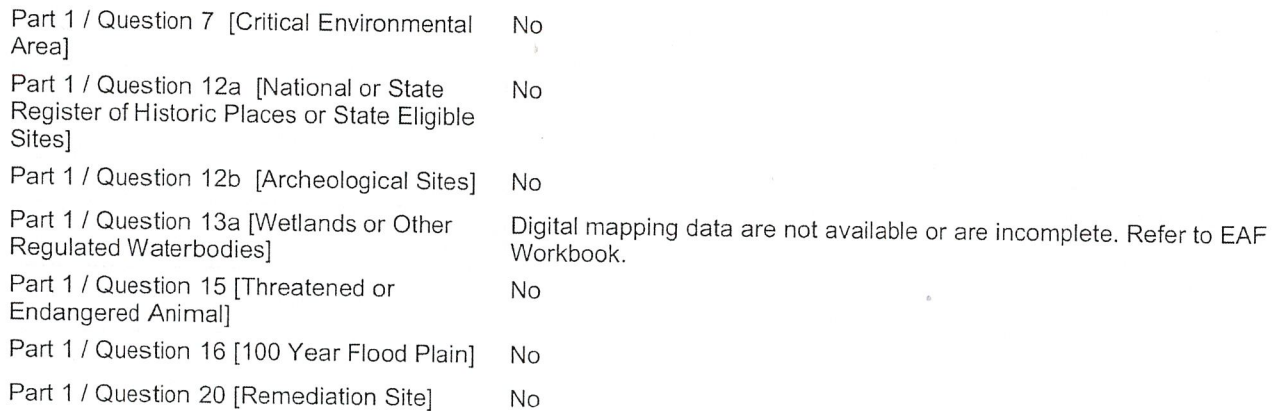 Part 1 / Question 7 [Critical Environmental Area] No
Part 1 / Question 12a [National or State Register of Historic Places or State Eligible Sites] No
Part 1 / Question 12b [Archeological Sites] No
Part 1 / Question 13a [Wetlands or Other Regulated Waterbodies] Digital mapping data are not available or are incomplete. Refer to EAF Workbook.
Part 1 / Question 15 [Threatened or Endangered Animal] No
Part 1 / Question 16 [100 Year Flood Plain] No
Part 1 / Question 20 [Remediation Site] No